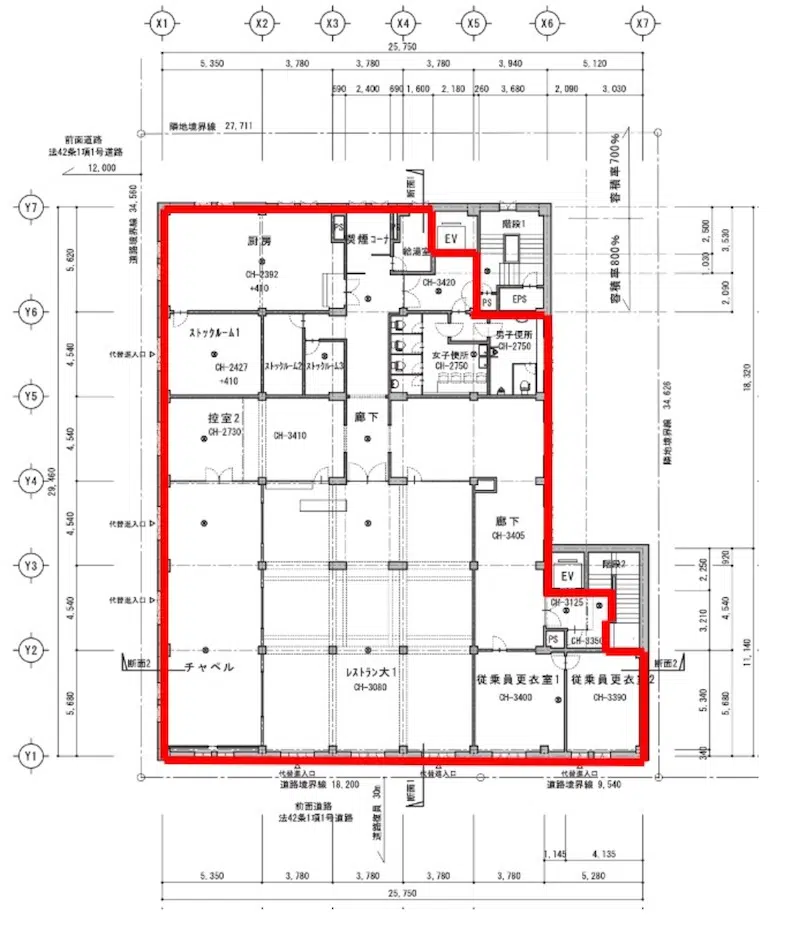 X1 X2 X3 X4 X5 X6 X7
25,750
5,350 3,780 3,780 3,780 3,940 5,120
590 2,400 690 1,600 2,180 260 3,680 2,090 3,030
隣地境界線 27,711
前面道路
法42条1項1号道路
12,000
道路境界線 34,560
断面1
容積率700%
容積率800%
Y7
Y6
Y5
Y4
Y3
Y2
Y1
5,620
4,540
4,540
4,540
4,540
5,680
29,460
厨房
CH-2392
+410
PS
喫煙コーナ
給湯室
EV
階段1
CH-3420
PS
EPS
2,500
1,030
2,090
3,530
ストックルーム1
CH-2427
+410
ストックルーム2
ストックルーム3
女子便所
CH-2750
男子便所
CH-2750
代替進入口
控室2
CH-2730
CH-3410
廊下
18,320
隣地境界線 34,626
廊下
CH-3405
代替進入口
EV
階段2
2,250
920
代替進入口
CH-3125
PS
CH-3350
3,210
4,540
11,140
断面2
チャペル
レストラン大1
CH-3080
従業員更衣室1
CH-3400
従業員更衣室2
CH-3390
断面2
5,340
5,680
340
代替進入口
代替進入口
代替進入口
道路境界線 18,200
道路境界線 9,540
前面道路
法42条1項1号道路
道路幅員 30m
断面1
1,145 4,135
5,350 3,780 3,780 3,780 3,780 5,280
25,750